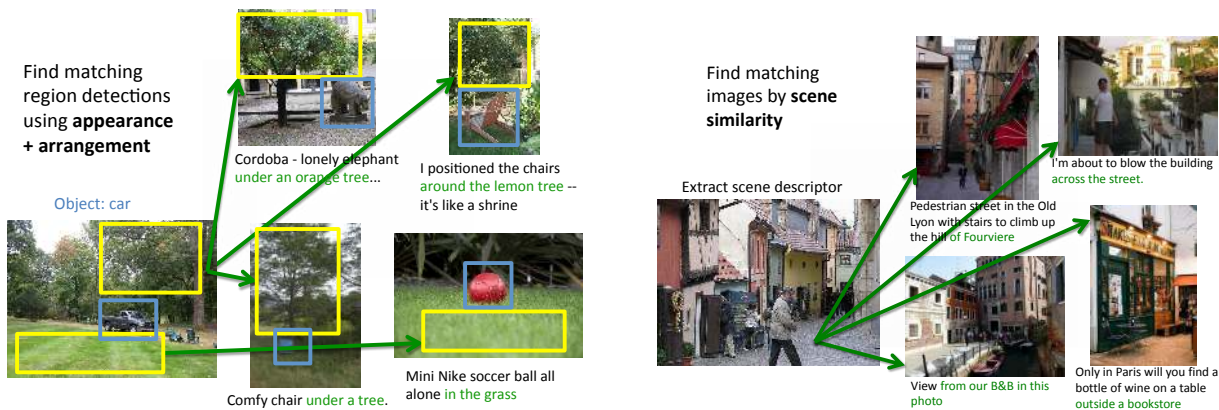 Find matching
region detections
using appearance
+ arrangement
Object: car
Cordoba - lonely elephant
under an orange tree...
I positioned the chairs
around the lemon tree --
it's like a shrine
Comfy chair under a tree.
Mini Nike soccer ball all
alone in the grass
Find matching
images by scene
similarity
Extract scene descriptor
Pedestrian street in the Old
Lyon with stairs to climb up
the hill of Fourviere
I'm about to blow the building
across the street.
View from our B&B in this
photo
Only in Paris will you find a
bottle of wine on a table
outside a bookstore